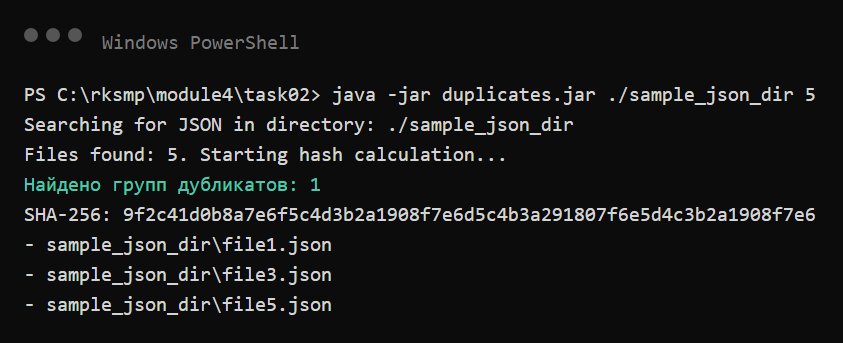 Windows PowerShell
PS C:\rksmp\module4\task02> java -jar duplicates.jar ./sample_json_dir 5
Searching for JSON in directory: ./sample_json_dir
Files found: 5. Starting hash calculation...
Найдено групп дубликатов: 1
SHA-256: 9f2c41d0b8a7e6f5c4d3b2a1908f7e6d5c4b3a291807f6e5d4c3b2a1908f7e6
- sample_json_dir\file1.json
- sample_json_dir\file3.json
- sample_json_dir\file5.json